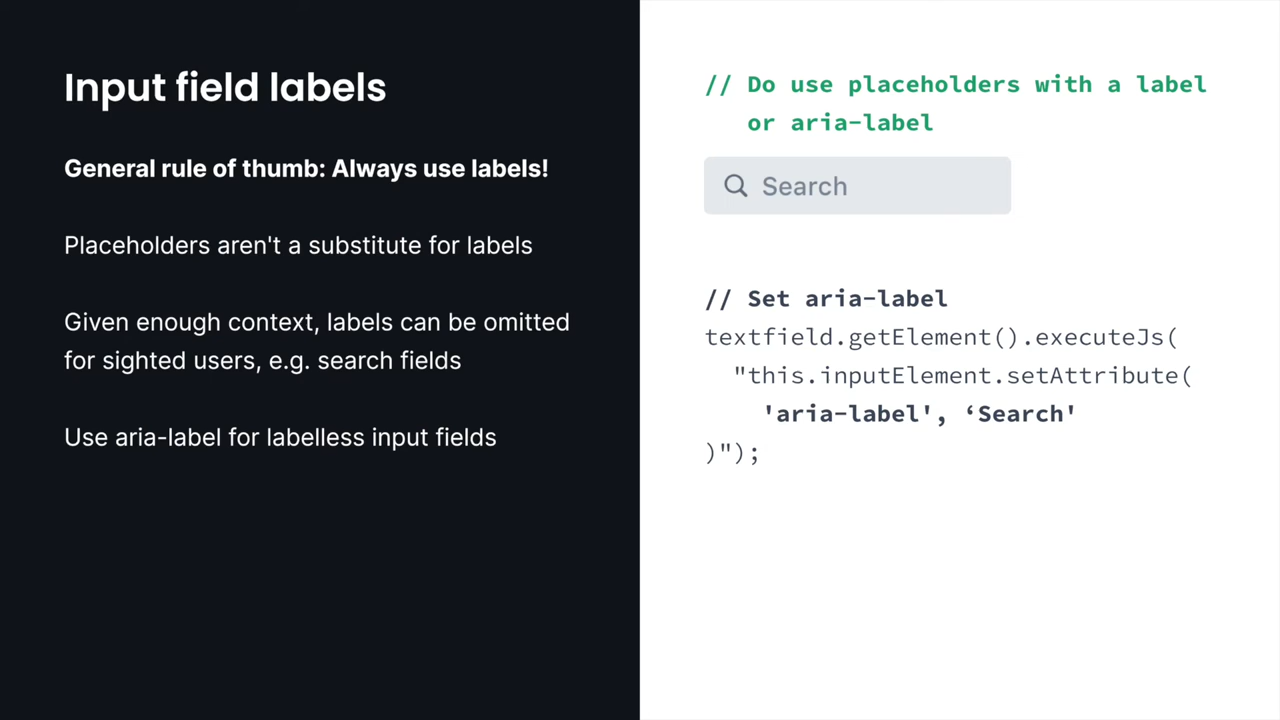 Input field labels
General rule of thumb: Always use labels!
Placeholders aren't a substitute for labels
Given enough context, labels can be omitted
for sighted users, e.g. search fields
Use aria-label for labelless input fields
// Do use placeholders with a label
or aria-label
Search
// Set aria-label
textfield.getElement().executeJs(
"this.inputElement.setAttribute(
'aria-label', ‘Search'
)");